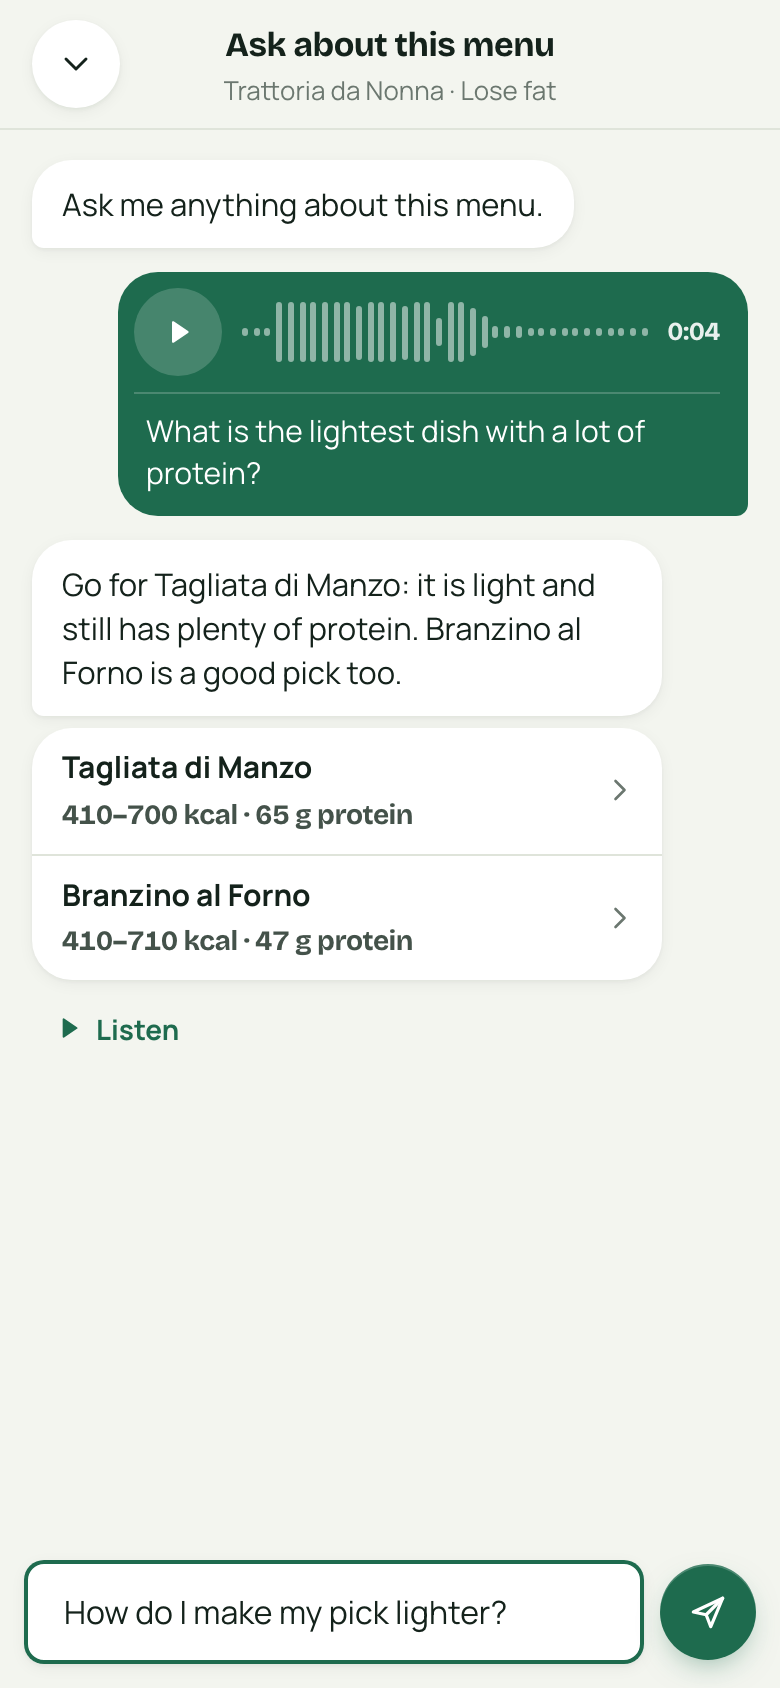 Ask about this menu
Trattoria da Nonna · Lose fat
Ask me anything about this menu.
0:04
What is the lightest dish with a lot of
protein?
Go for Tagliata di Manzo: it is light and
still has plenty of protein. Branzino al
Forno is a good pick too.
Tagliata di Manzo
410–700 kcal · 65 g protein
Branzino al Forno
410–710 kcal · 47 g protein
Listen
How do I make my pick lighter?